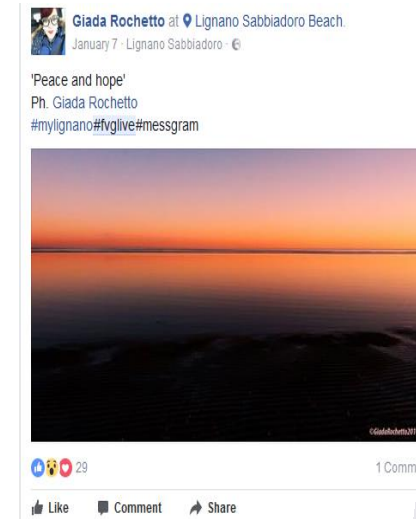 Giada Rochetto at Lignano Sabbiadoro Beach.
January 7 · Lignano Sabbiadoro ·
'Peace and hope'
Ph. Giada Rochetto
#mylignano#fvglive#messgram
©GiadaRochetto201
29
1 Comm
Like Comment Share